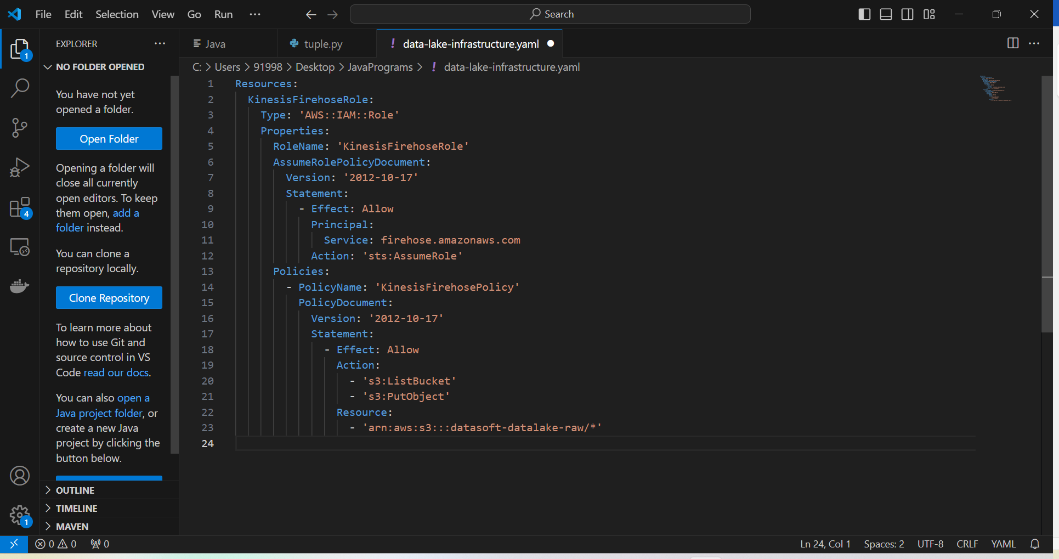 File Edit Selection View Go Run ··· Search
EXPLORER ···
NO FOLDER OPENED
You have not yet
opened a folder.
Open Folder
Opening a folder will
close all currently
open editors. To keep
them open, add a
folder instead.
You can clone a
repository locally.
Clone Repository
To learn more about
how to use Git and
source control in VS
Code read our docs.
You can also open a
Java project folder, or
create a new Java
project by clicking the
button below.
OUTLINE
TIMELINE
MAVEN
1
4
1
Java tuple.py ! data-lake-infrastructure.yaml
C: > Users > 91998 > Desktop > JavaPrograms > ! data-lake-infrastructure.yaml
1 Resources:
2 KinesisFirehoseRole:
3 Type: 'AWS::IAM::Role'
4 Properties:
5 RoleName: 'KinesisFirehoseRole'
6 AssumeRolePolicyDocument:
7 Version: '2012-10-17'
8 Statement:
9 - Effect: Allow
10 Principal:
11 Service: firehose.amazonaws.com
12 Action: 'sts:AssumeRole'
13 Policies:
14 - PolicyName: 'KinesisFirehosePolicy'
15 PolicyDocument:
16 Version: '2012-10-17'
17 Statement:
18 - Effect: Allow
19 Action:
20 - 's3:ListBucket'
21 - 's3:PutObject'
22 Resource:
23 - 'arn:aws:s3:::datasoft-datalake-raw/*'
24
0 0 0 Ln 24, Col 1 Spaces: 2 UTF-8 CRLF YAML